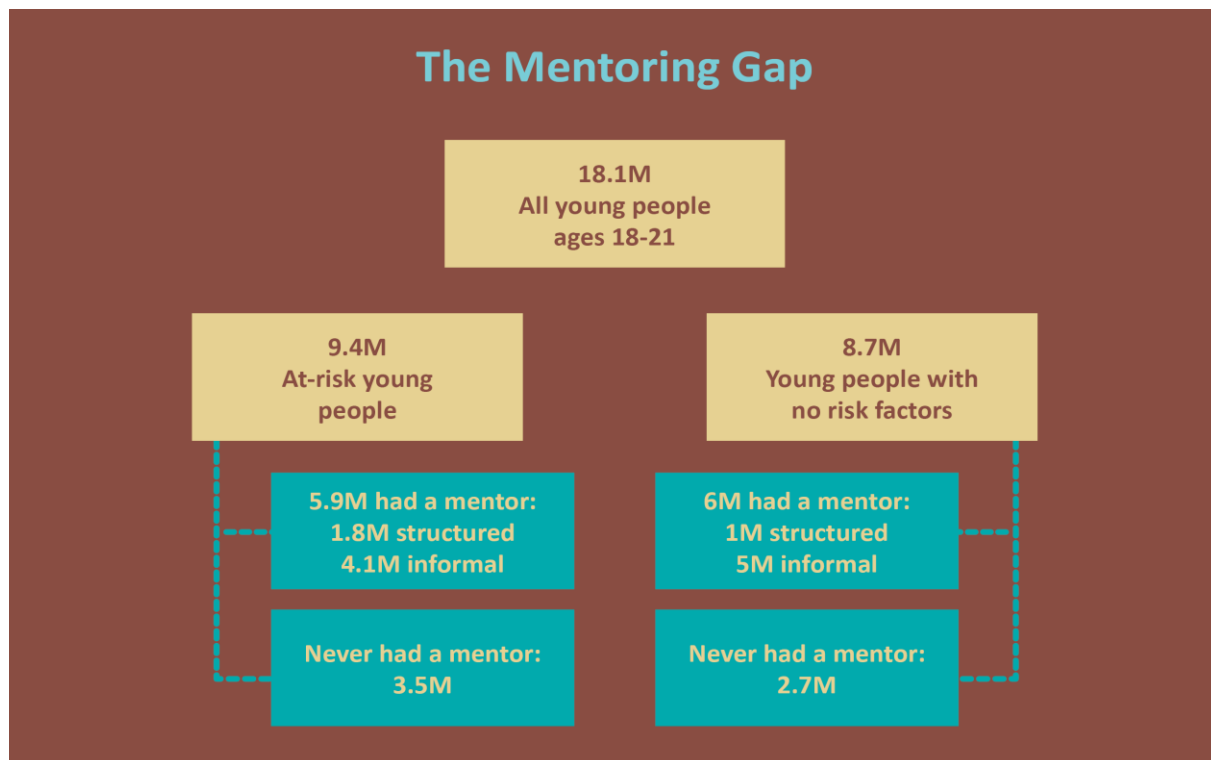 The Mentoring Gap
18.1M
All young people
ages 18-21
9.4M
At-risk young
people
8.7M
Young people with
no risk factors
5.9M had a mentor:
1.8M structured
4.1M informal
6M had a mentor:
1M structured
5M informal
Never had a mentor:
3.5M
Never had a mentor:
2.7M